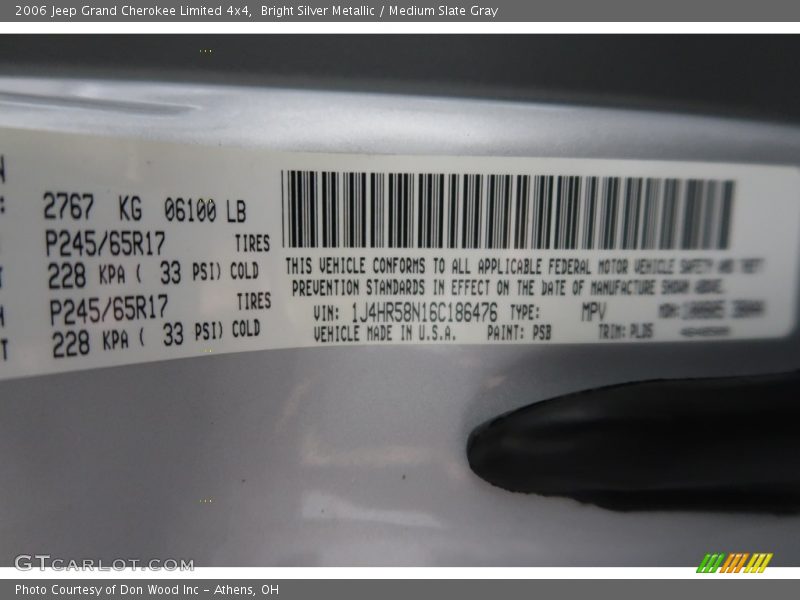 2006 Jeep Grand Cherokee Limited 4x4, Bright Silver Metallic / Medium Slate Gray
2767 KG 06100 LB
P245/65R17 TIRES
228 KPA ( 33 PSI) COLD
P245/65R17 TIRES
228 KPA ( 33 PSI) COLD
THIS VEHICLE CONFORMS TO ALL APPLICABLE FEDERAL MOTOR VEHICLE SAFETY AND THEFT
PREVENTION STANDARDS IN EFFECT ON THE DATE OF MANUFACTURE SHOWN ABOVE.
VIN: 1J4HR58N16C186476 TYPE: MPV MDH:
VEHICLE MADE IN U.S.A. PAINT: PSB TRIM: PLDS
GTCARLOT.COM
Photo Courtesy of Don Wood Inc - Athens, OH